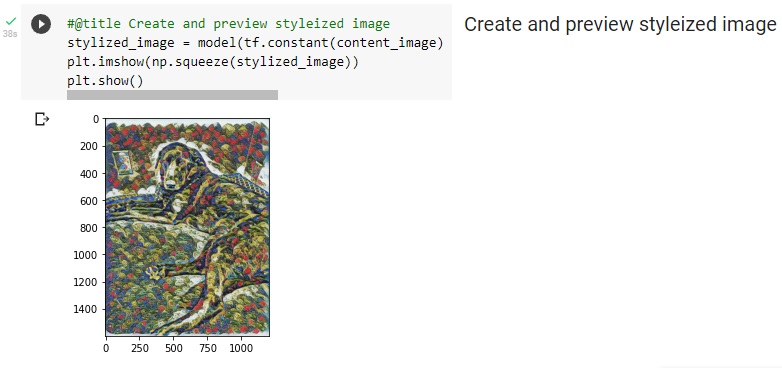 #@title Create and preview styleized image
Create and preview styleized image
38s
stylized_image = model(tf.constant(content_image)
plt.imshow(np.squeeze(stylized_image))
plt.show()
0
200
400
600
800
1000
1200
1400
0 250 500 750 1000